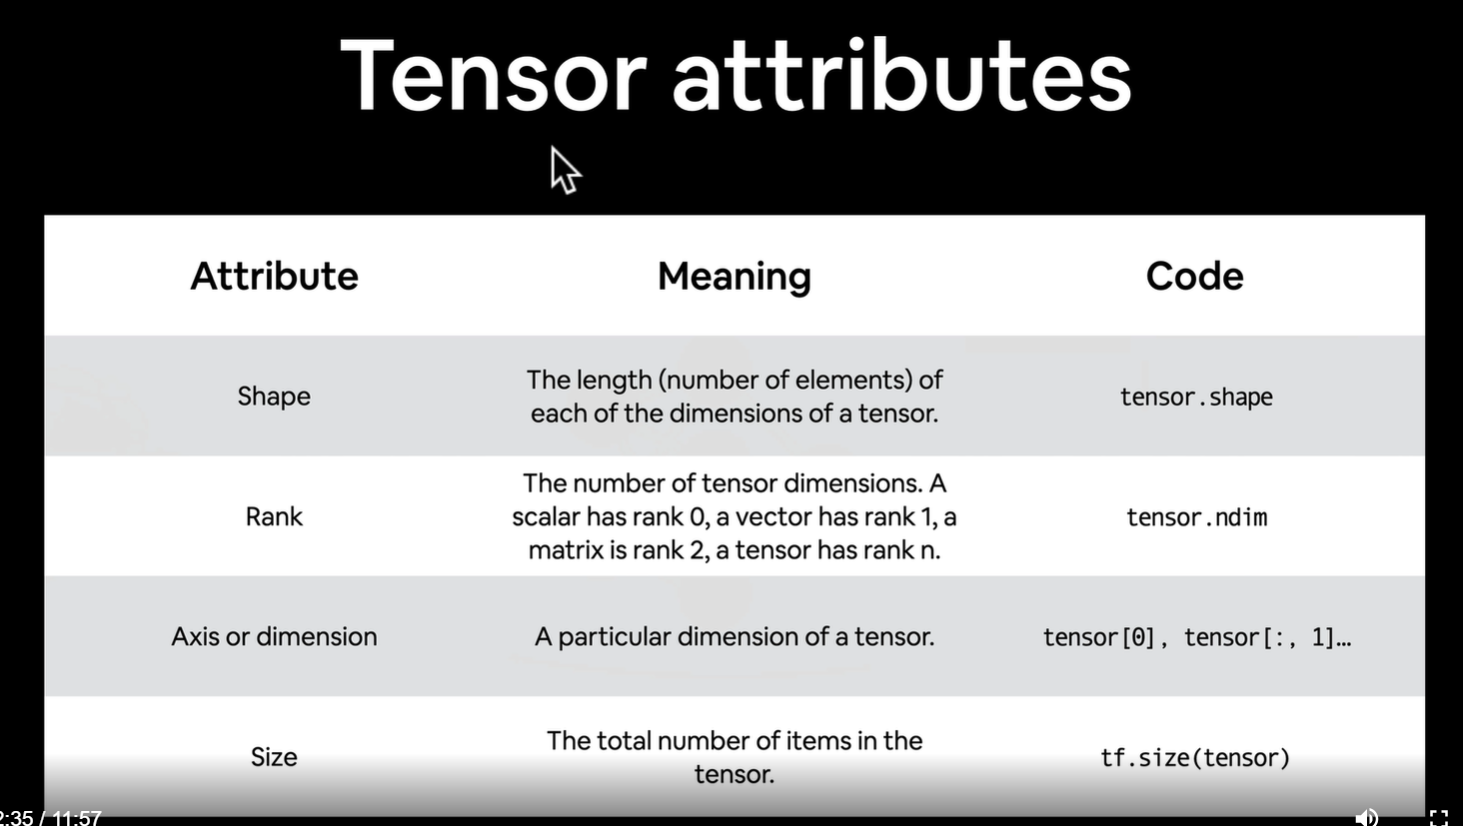 Tensor attributes
Attribute Meaning Code
Shape
The length (number of elements) of
each of the dimensions of a tensor.
tensor.shape
Rank
The number of tensor dimensions. A
scalar has rank 0, a vector has rank 1, a
matrix is rank 2, a tensor has rank n.
tensor.ndim
Axis or dimension
A particular dimension of a tensor.
tensor[0], tensor[:, 1]…
Size
The total number of items in the
tensor.
tf.size(tensor)
2:35 / 11:57